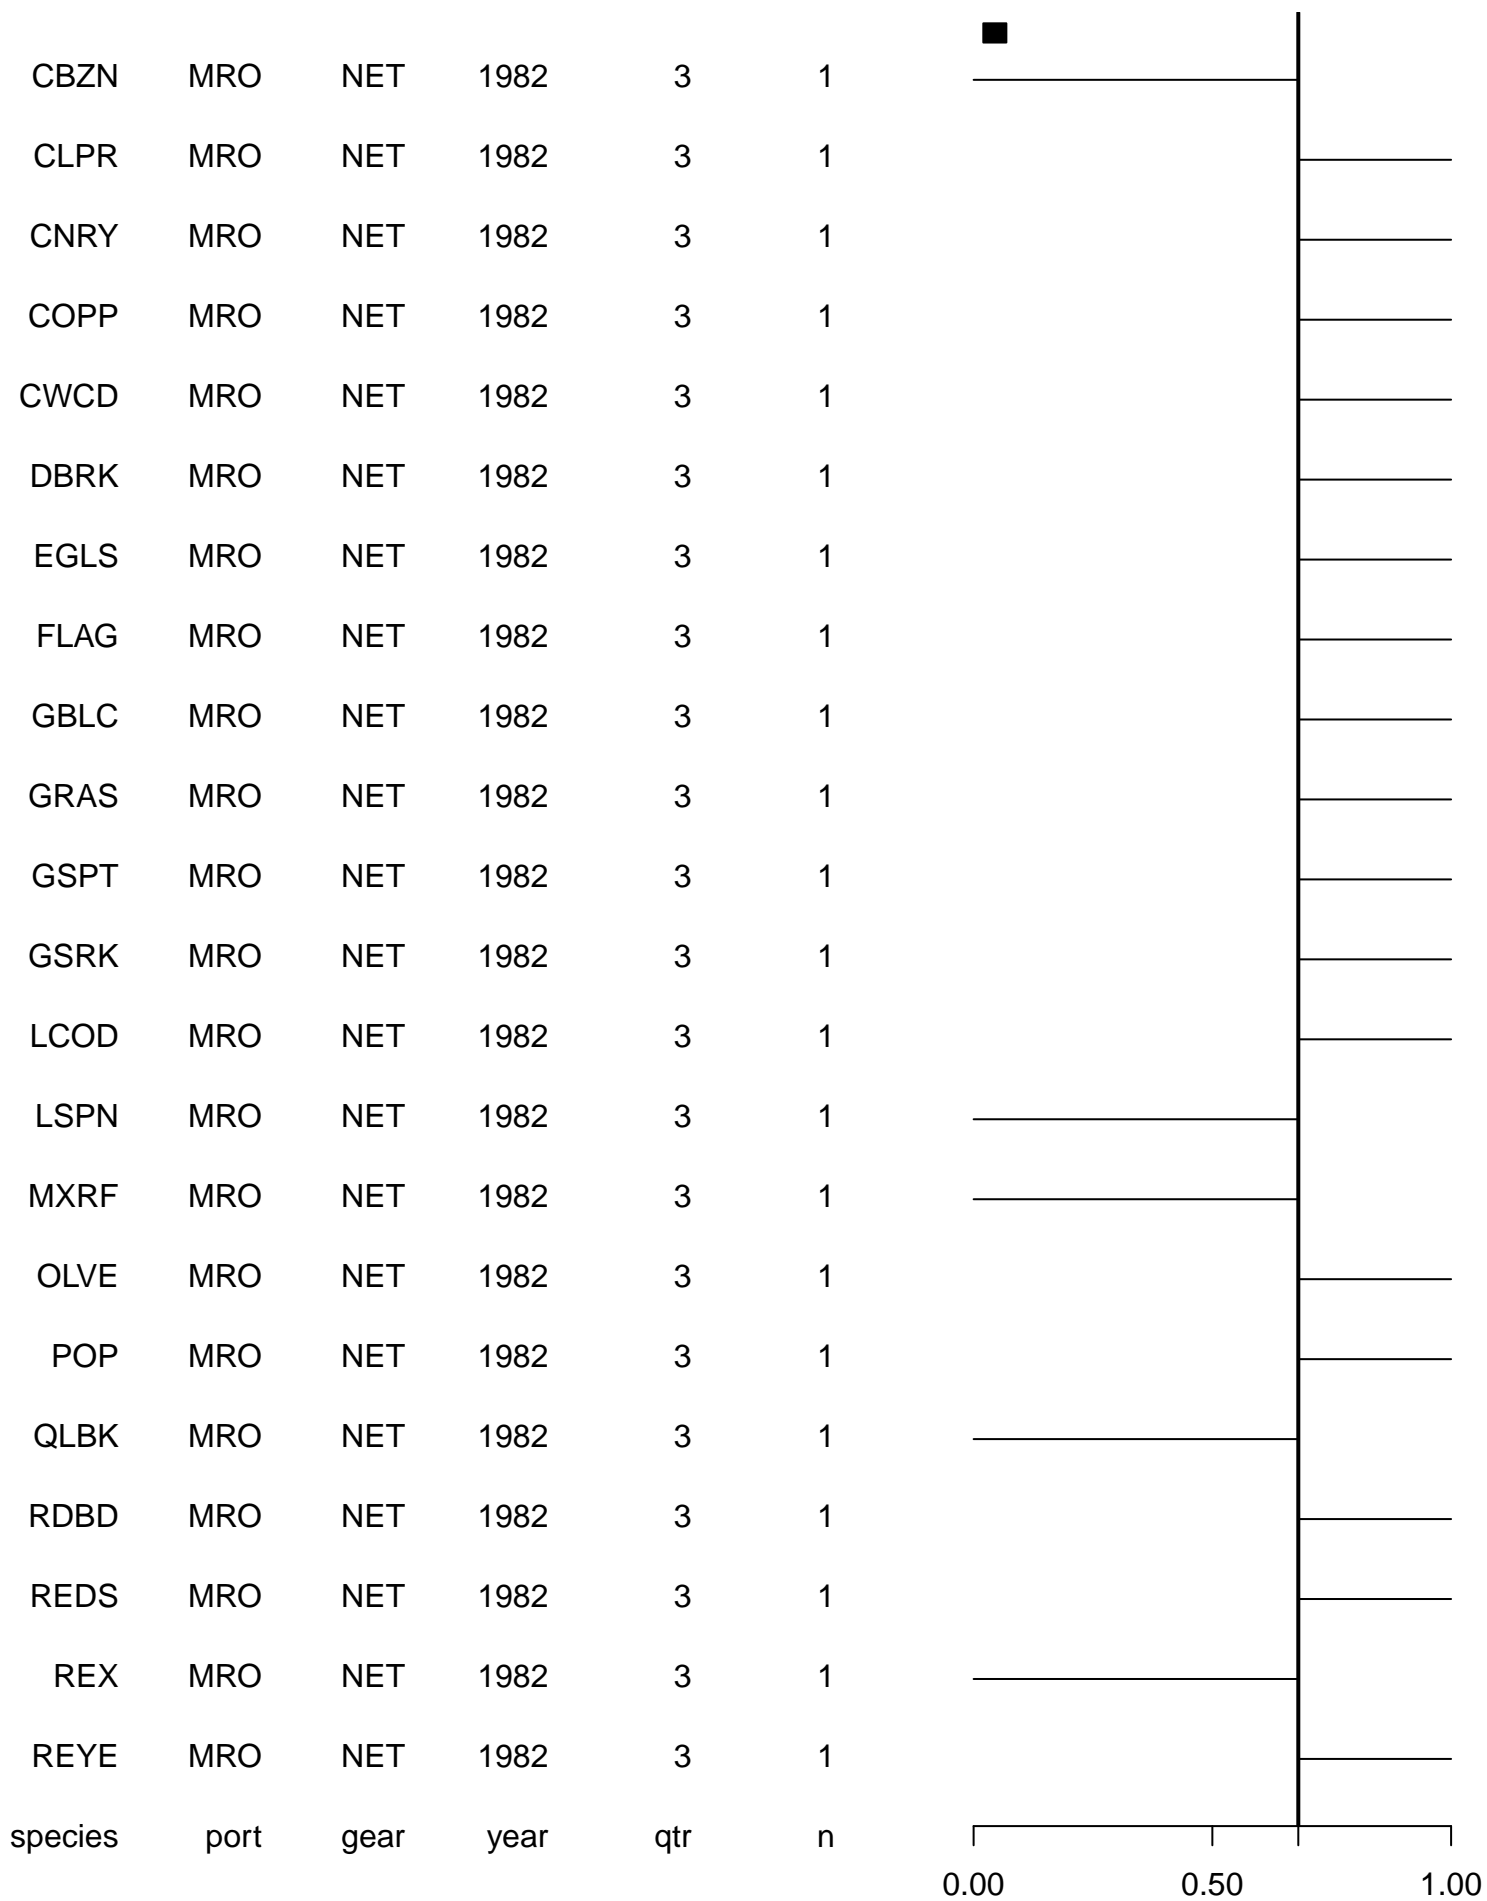 CBZN MRO NET 1982 3 1
CLPR MRO NET 1982 3 1
CNRY MRO NET 1982 3 1
COPP MRO NET 1982 3 1
CWCD MRO NET 1982 3 1
DBRK MRO NET 1982 3 1
EGLS MRO NET 1982 3 1
FLAG MRO NET 1982 3 1
GBLC MRO NET 1982 3 1
GRAS MRO NET 1982 3 1
GSPT MRO NET 1982 3 1
GSRK MRO NET 1982 3 1
LCOD MRO NET 1982 3 1
LSPN MRO NET 1982 3 1
MXRF MRO NET 1982 3 1
OLVE MRO NET 1982 3 1
POP MRO NET 1982 3 1
QLBK MRO NET 1982 3 1
RDBD MRO NET 1982 3 1
REDS MRO NET 1982 3 1
REX MRO NET 1982 3 1
REYE MRO NET 1982 3 1
species port gear year qtr n
0.00 0.50 1.00